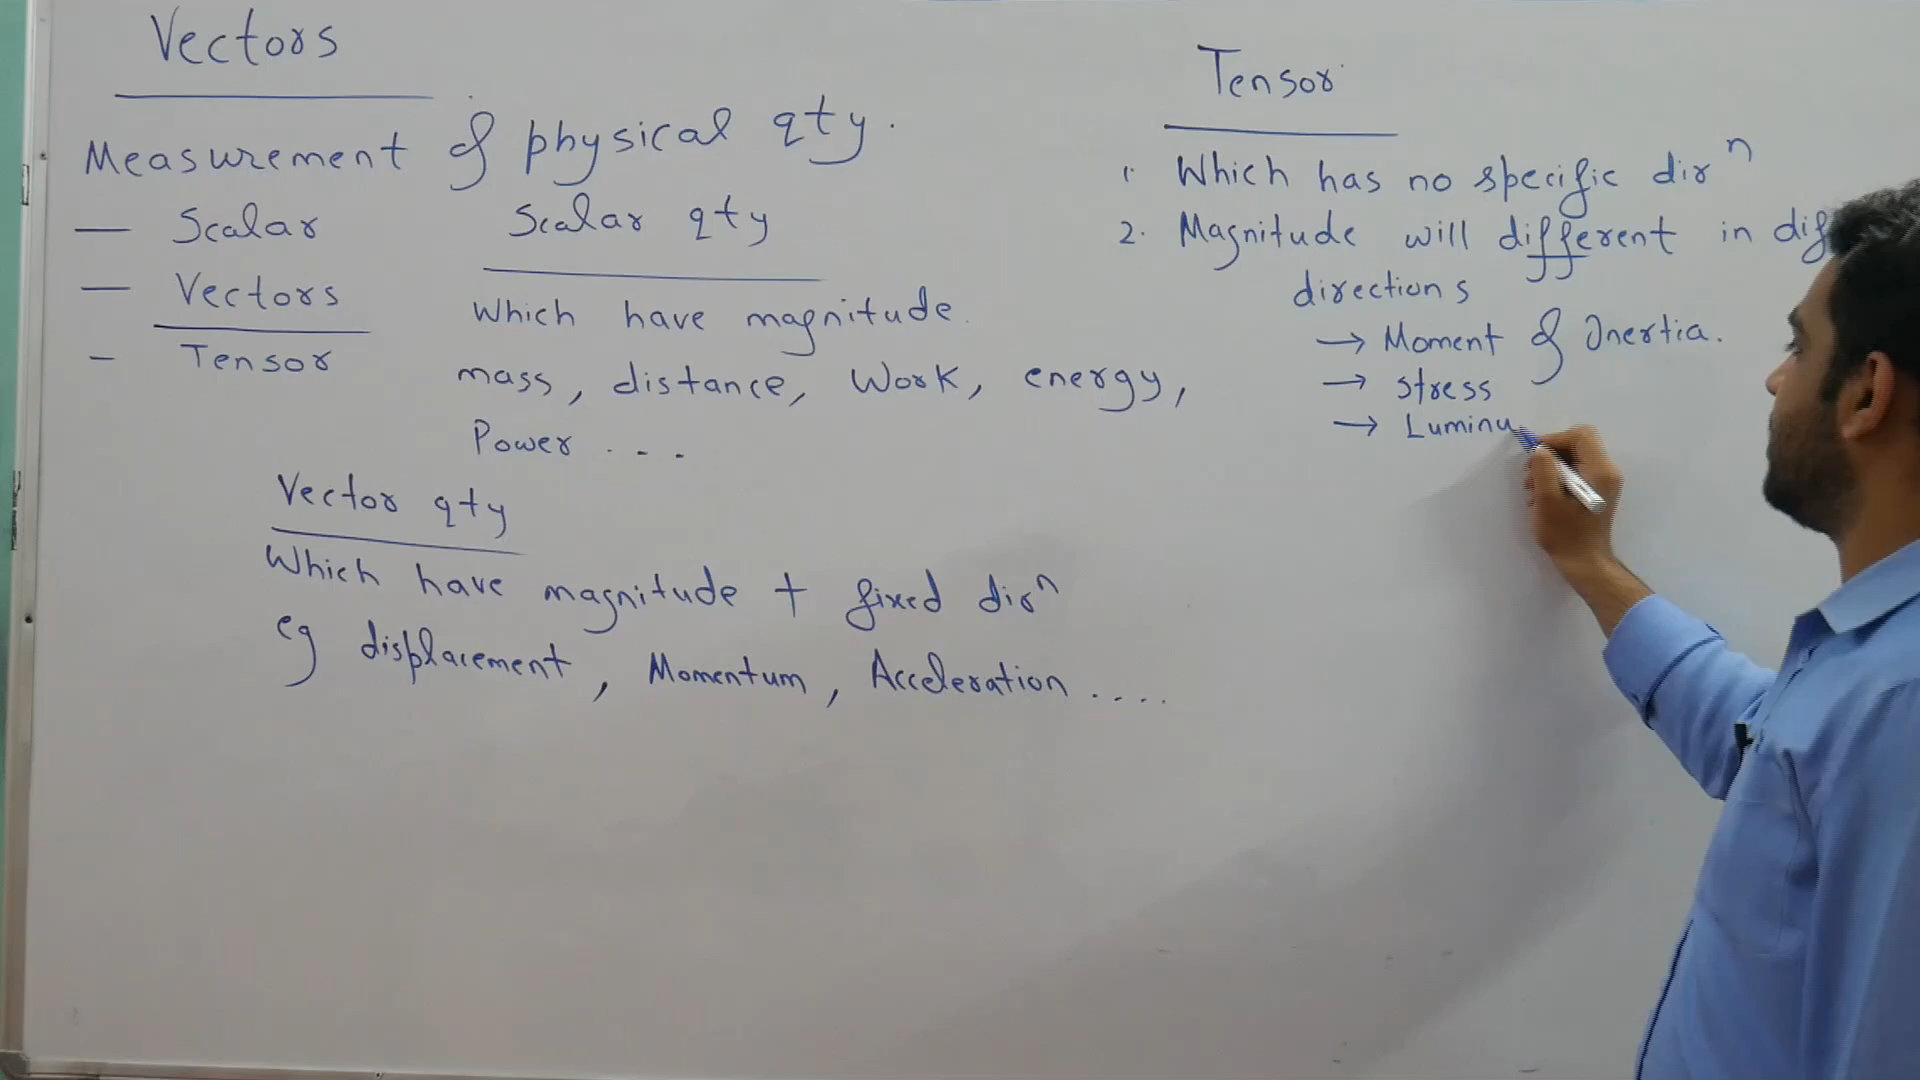 Vectors
Measurement of physical qty.
— Scalar
— Vectors
- Tensor
Scalar qty
Which have magnitude.
mass, distance, Work, energy,
Power ...
Vector qty
Which have magnitude + fixed dirn
eg displacement, Momentum, Acceleration ....
Tensor
1. Which has no specific dirn
2. Magnitude will different in dif
directions
→ Moment of Inertia.
→ Stress
→ Luminu